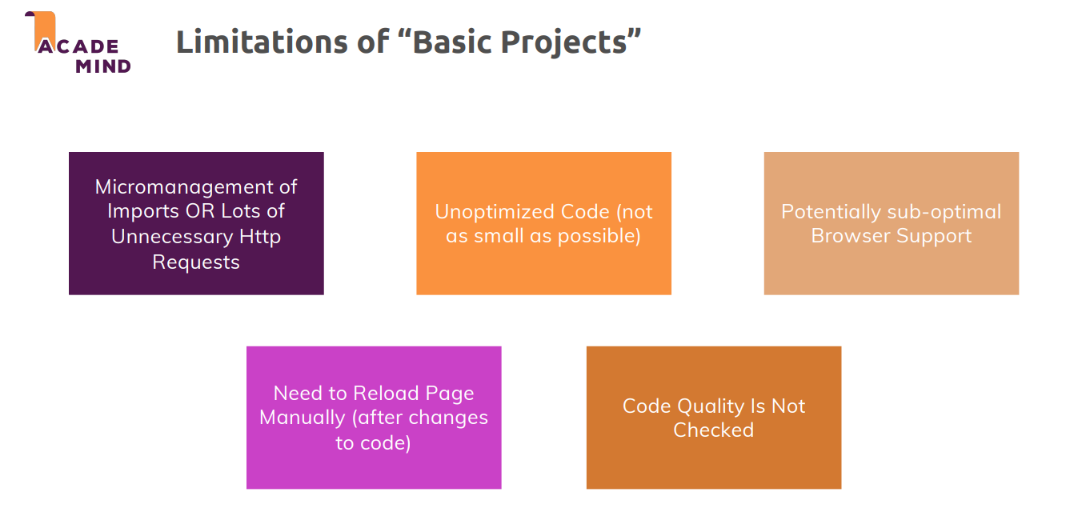 ACADE
MIND
Limitations of “Basic Projects”
Micromanagement of
Imports OR Lots of
Unnecessary Http
Requests
Unoptimized Code (not
as small as possible)
Potentially sub-optimal
Browser Support
Need to Reload Page
Manually (after changes
to code)
Code Quality Is Not
Checked